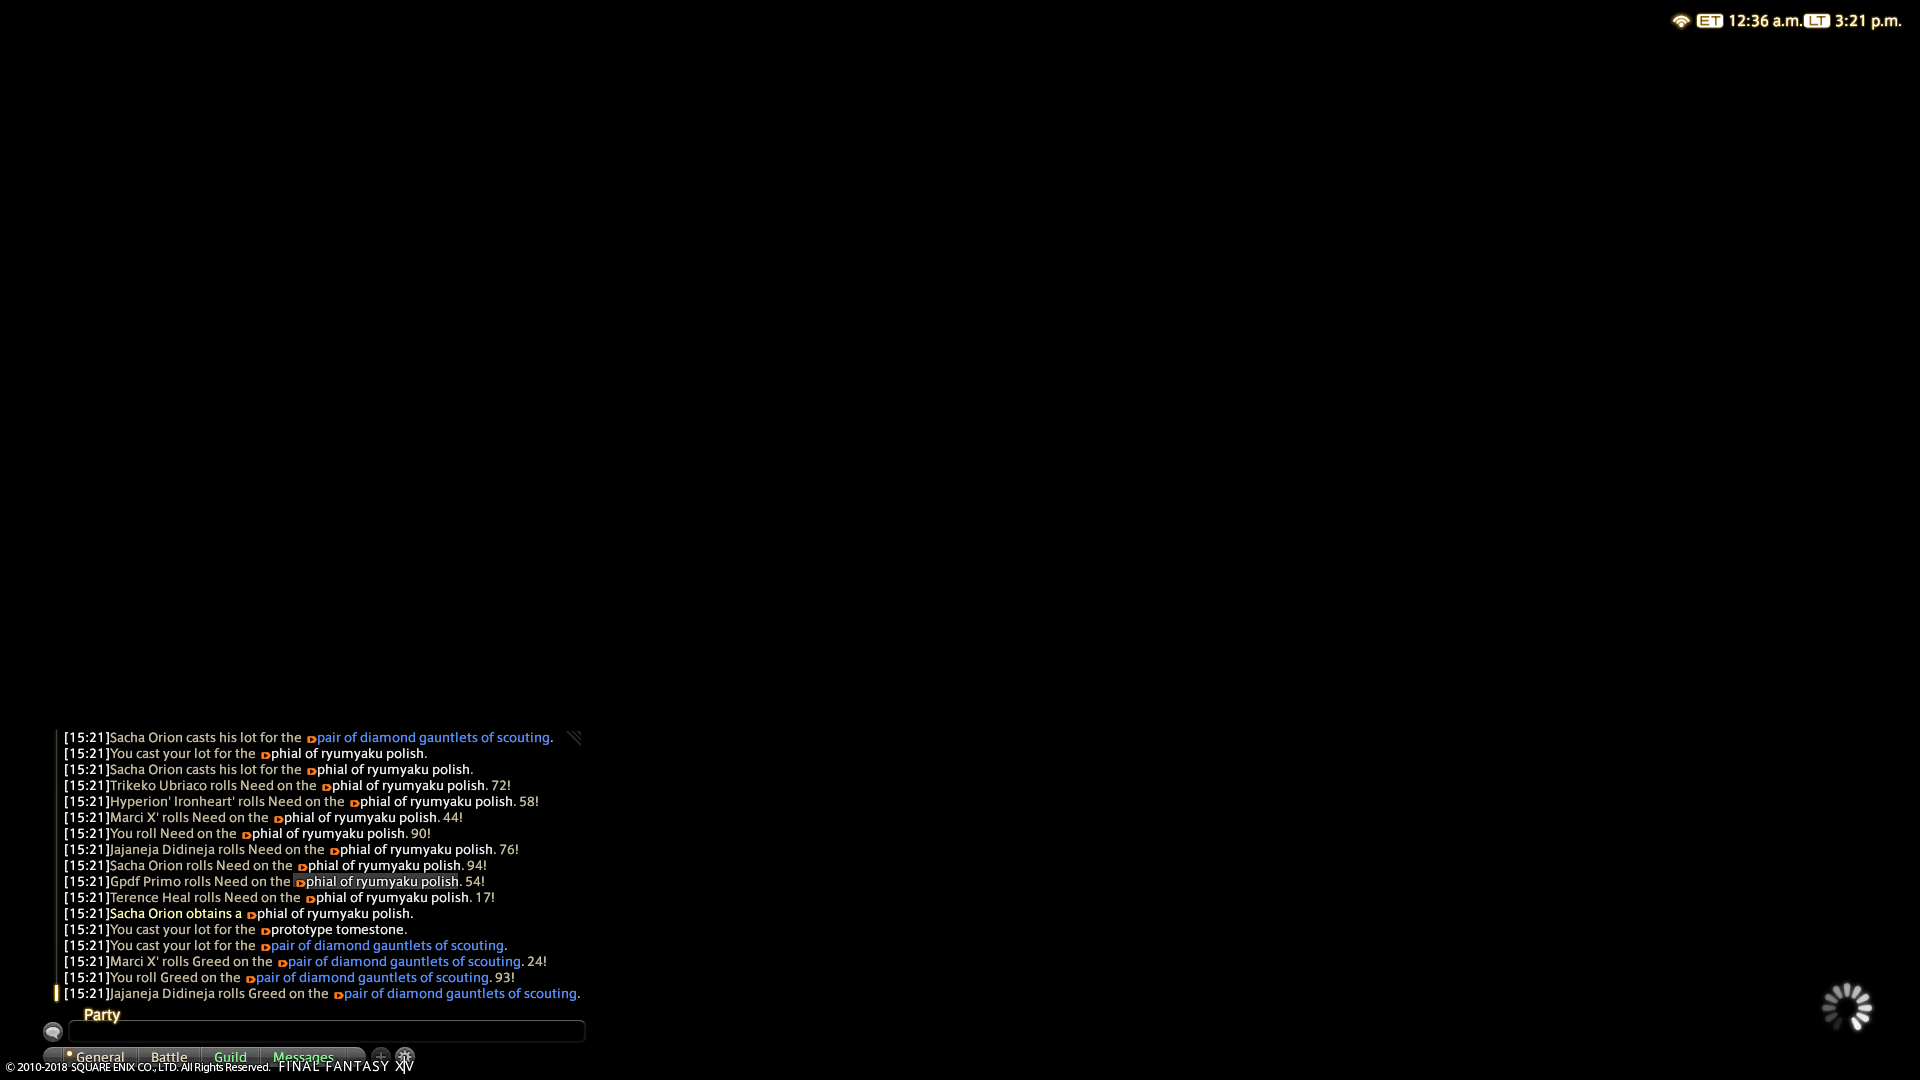 ET 12:36 a.m. LT 3:21 p.m.
[15:21]Sacha Orion casts his lot for the pair of diamond gauntlets of scouting.
[15:21]You cast your lot for the phial of ryumyaku polish.
[15:21]Sacha Orion casts his lot for the phial of ryumyaku polish.
[15:21]Trikeko Ubriaco rolls Need on the phial of ryumyaku polish. 72!
[15:21]Hyperion' Ironheart' rolls Need on the phial of ryumyaku polish. 58!
[15:21]Marci X' rolls Need on the phial of ryumyaku polish. 44!
[15:21]You roll Need on the phial of ryumyaku polish. 90!
[15:21]Jajaneja Didineja rolls Need on the phial of ryumyaku polish. 76!
[15:21]Sacha Orion rolls Need on the phial of ryumyaku polish. 94!
[15:21]Gpdf Primo rolls Need on the phial of ryumyaku polish. 54!
[15:21]Terence Heal rolls Need on the phial of ryumyaku polish. 17!
[15:21]Sacha Orion obtains a phial of ryumyaku polish.
[15:21]You cast your lot for the prototype tomestone.
[15:21]You cast your lot for the pair of diamond gauntlets of scouting.
[15:21]Marci X' rolls Greed on the pair of diamond gauntlets of scouting. 24!
[15:21]You roll Greed on the pair of diamond gauntlets of scouting. 93!
[15:21]Jajaneja Didineja rolls Greed on the pair of diamond gauntlets of scouting.
Party
General Battle Guild Messages
© 2010-2018 SQUARE ENIX CO., LTD. All Rights Reserved. FINAL FANTASY XIV